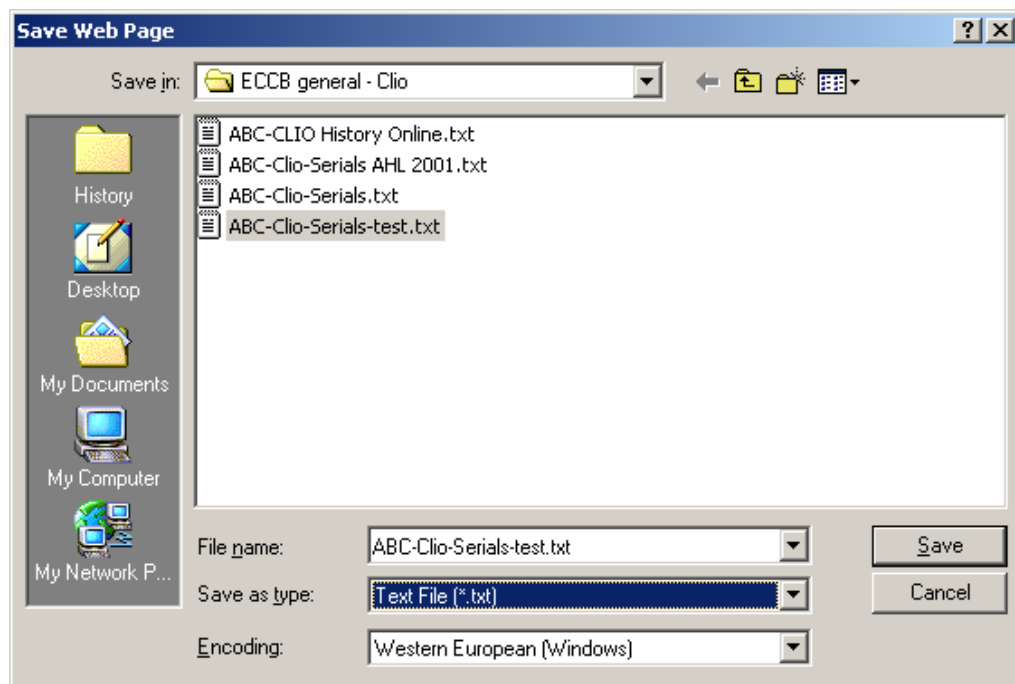 Save Web Page
Save in: ECCB general - Clio
History
Desktop
My Documents
My Computer
My Network P...
ABC-CLIO History Online.txt
ABC-Clio-Serials AHL 2001.txt
ABC-Clio-Serials.txt
ABC-Clio-Serials-test.txt
File name: ABC-Clio-Serials-test.txt Save
Save as type: Text File (*.txt) Cancel
Encoding: Western European (Windows)